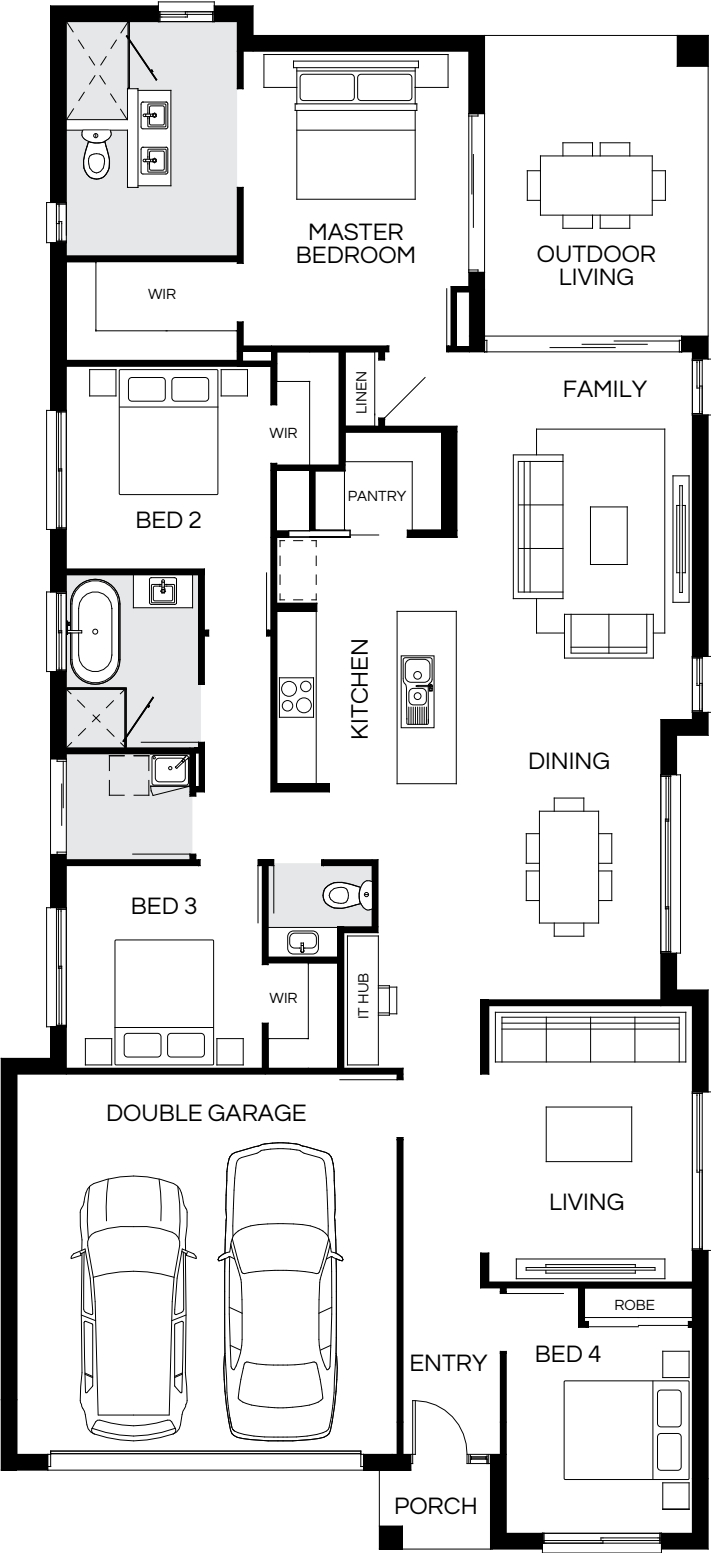 MASTER
BEDROOM
OUTDOOR
LIVING
WIR
FAMILY
LINEN
WIR
PANTRY
BED 2
KITCHEN
DINING
BED 3
IT HUB
WIR
DOUBLE GARAGE
LIVING
ROBE
ENTRY
BED 4
PORCH